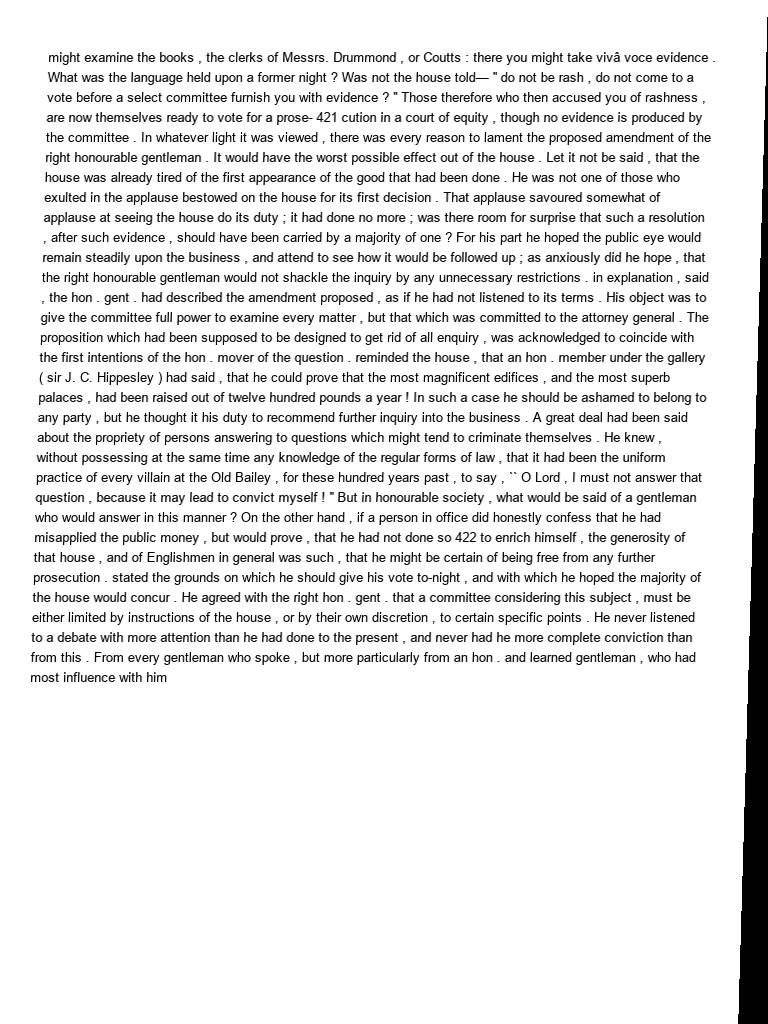 might examine the books , the clerks of Messrs. Drummond , or Coutts : there you might take vivâ voce evidence .
What was the language held upon a former night ? Was not the house told— " do not be rash , do not come to a
vote before a select committee furnish you with evidence ? " Those therefore who then accused you of rashness ,
are now themselves ready to vote for a prose- 421 cution in a court of equity , though no evidence is produced by
the committee . In whatever light it was viewed , there was every reason to lament the proposed amendment of the
right honourable gentleman . It would have the worst possible effect out of the house . Let it not be said , that the
house was already tired of the first appearance of the good that had been done . He was not one of those who
exulted in the applause bestowed on the house for its first decision . That applause savoured somewhat of
applause at seeing the house do its duty ; it had done no more ; was there room for surprise that such a resolution
, after such evidence , should have been carried by a majority of one ? For his part he hoped the public eye would
remain steadily upon the business , and attend to see how it would be followed up ; as anxiously did he hope , that
the right honourable gentleman would not shackle the inquiry by any unnecessary restrictions . in explanation , said
, the hon . gent . had described the amendment proposed , as if he had not listened to its terms . His object was to
give the committee full power to examine every matter , but that which was committed to the attorney general . The
proposition which had been supposed to be designed to get rid of all enquiry , was acknowledged to coincide with
the first intentions of the hon . mover of the question . reminded the house , that an hon . member under the gallery
( sir J. C. Hippesley ) had said , that he could prove that the most magnificent edifices , and the most superb
palaces , had been raised out of twelve hundred pounds a year ! In such a case he should be ashamed to belong to
any party , but he thought it his duty to recommend further inquiry into the business . A great deal had been said
about the propriety of persons answering to questions which might tend to criminate themselves . He knew ,
without possessing at the same time any knowledge of the regular forms of law , that it had been the uniform
practice of every villain at the Old Bailey , for these hundred years past , to say , `` O Lord , I must not answer that
question , because it may lead to convict myself ! " But in honourable society , what would be said of a gentleman
who would answer in this manner ? On the other hand , if a person in office did honestly confess that he had
misapplied the public money , but would prove , that he had not done so 422 to enrich himself , the generosity of
that house , and of Englishmen in general was such , that he might be certain of being free from any further
prosecution . stated the grounds on which he should give his vote to-night , and with which he hoped the majority of
the house would concur . He agreed with the right hon . gent . that a committee considering this subject , must be
either limited by instructions of the house , or by their own discretion , to certain specific points . He never listened
to a debate with more attention than he had done to the present , and never had he more complete conviction than
from this . From every gentleman who spoke , but more particularly from an hon . and learned gentleman , who had
most influence with him